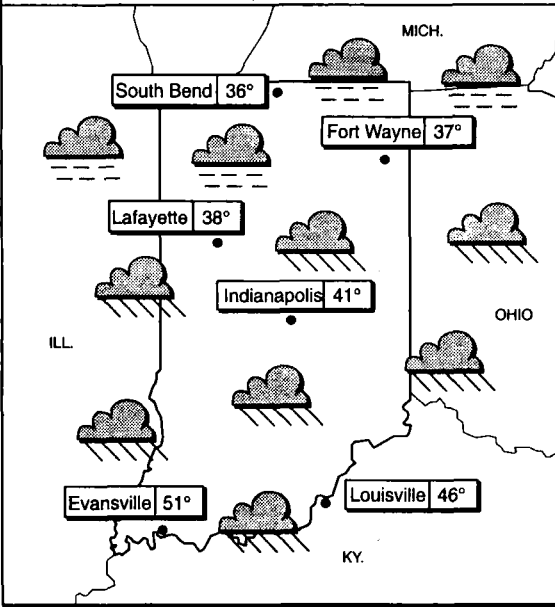 MICH.
South Bend 36°
Fort Wayne 37°
Lafayette 38°
Indianapolis 41°
OHIO
ILL.
Evansville 51°
Louisville 46°
KY.